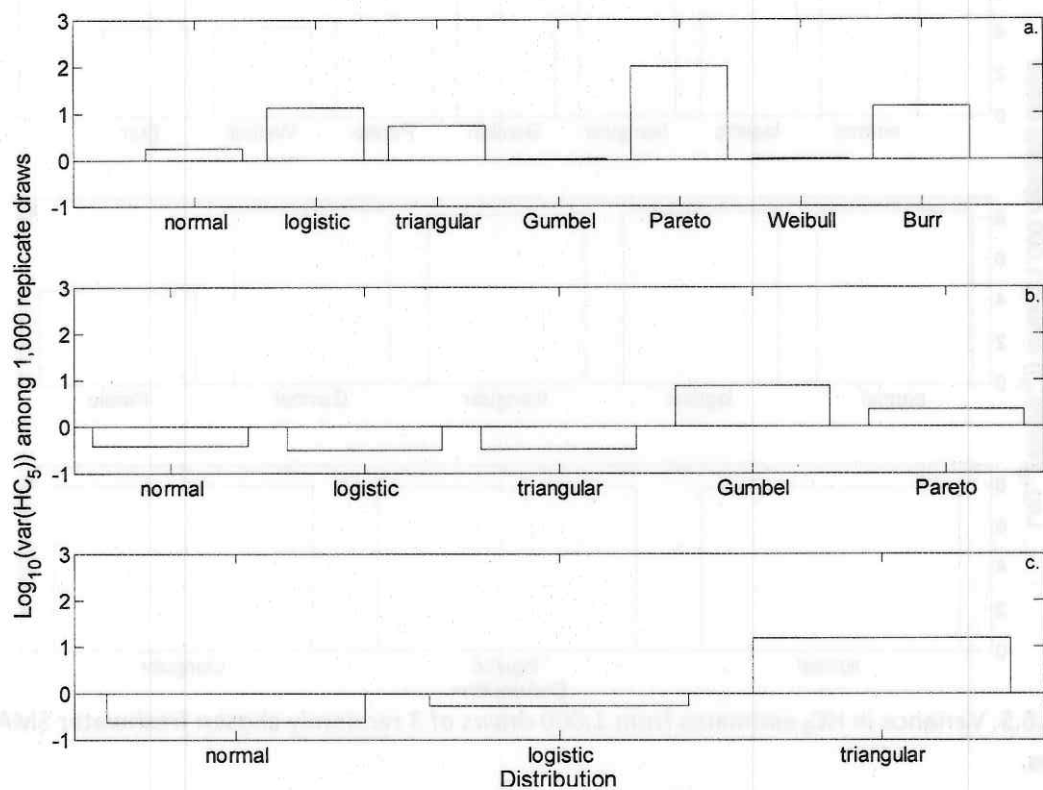 Log10(var(HC5)) among 1,000 replicate draws
a.
3
2
1
0
-1
normal logistic triangular Gumbel Pareto Weibull Burr
b.
3
2
1
0
-1
normal logistic triangular Gumbel Pareto
c.
3
2
1
0
-1
normal logistic triangular
Distribution